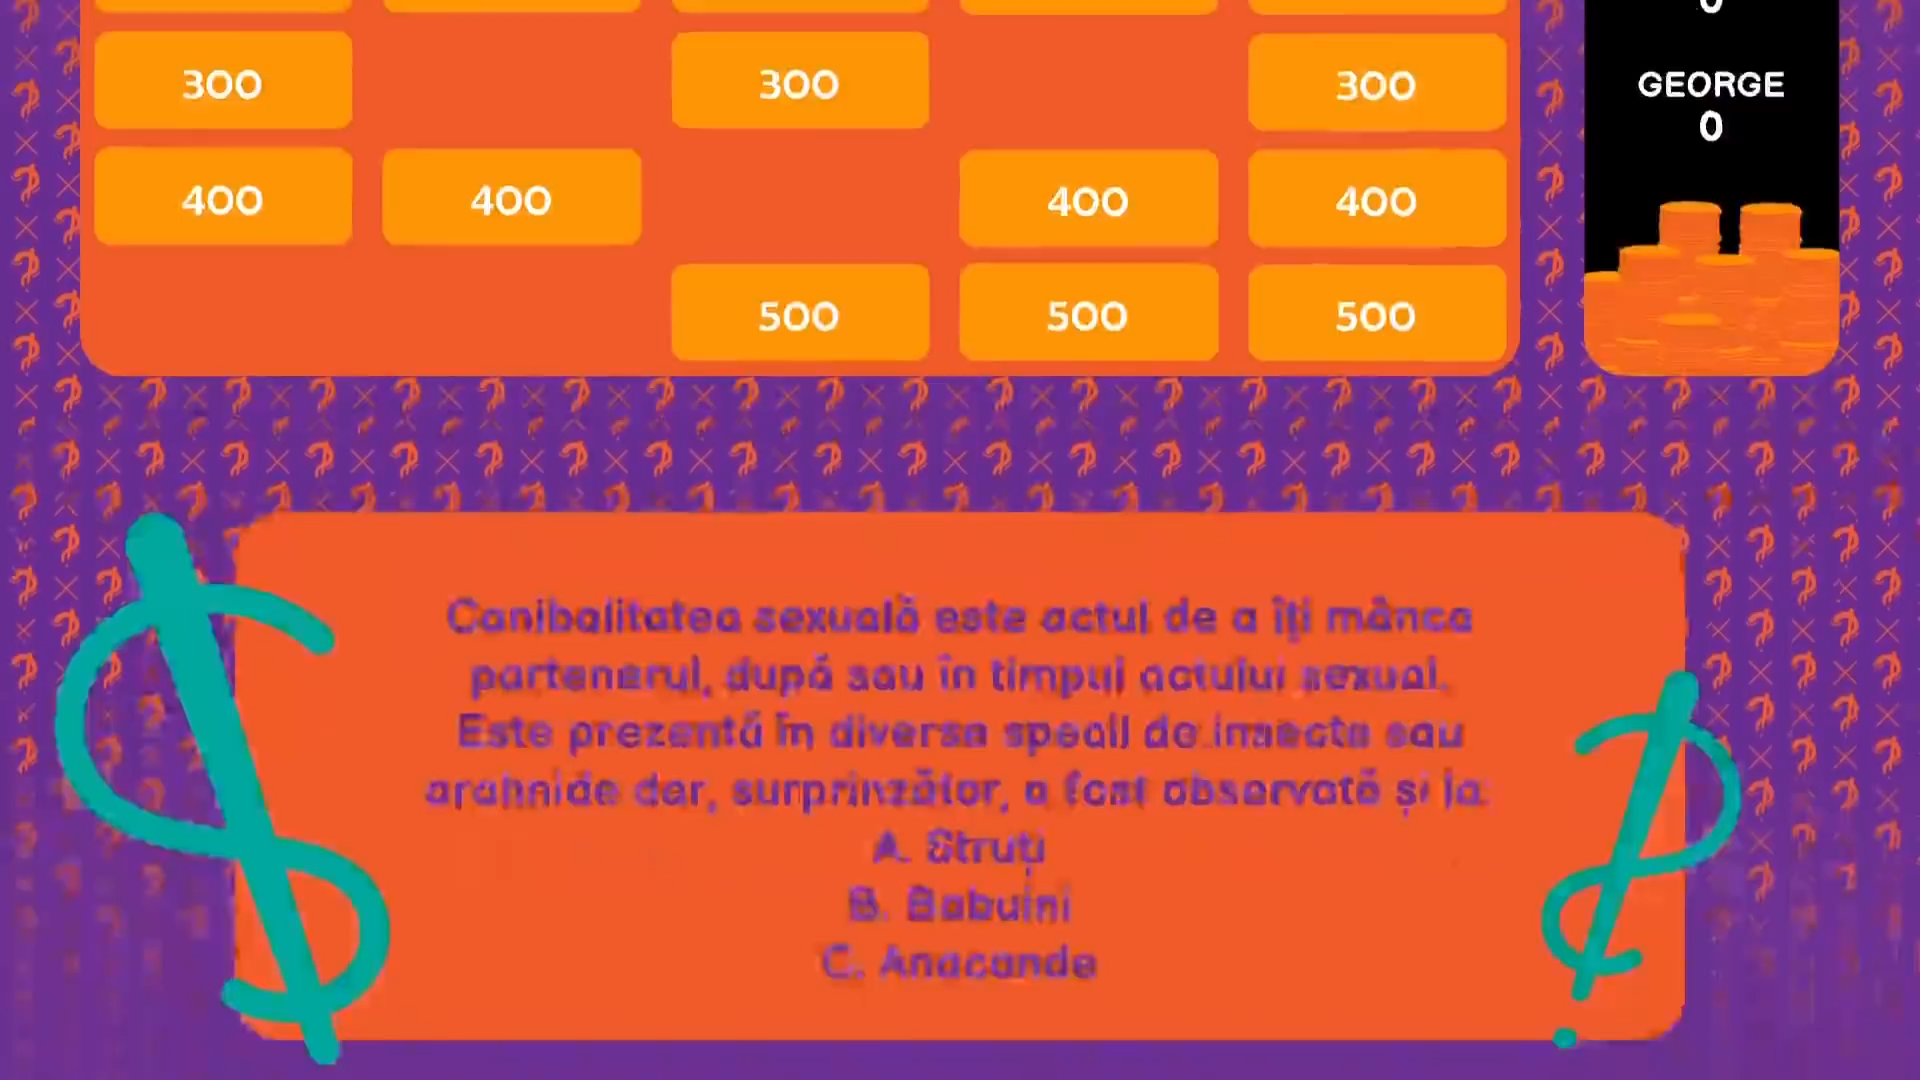 0
GEORGE
0
300 300 300
400 400 400 400
500 500 500
Canibalitatea sexuală este actul de a îți mânca
partenerul, după sau în timpul actului sexual.
Este prezentă în diverse specii de insecte sau
arahnide dar, surprinzător, a fost observată și la:
A. Struți
B. Babuini
C. Anaconde